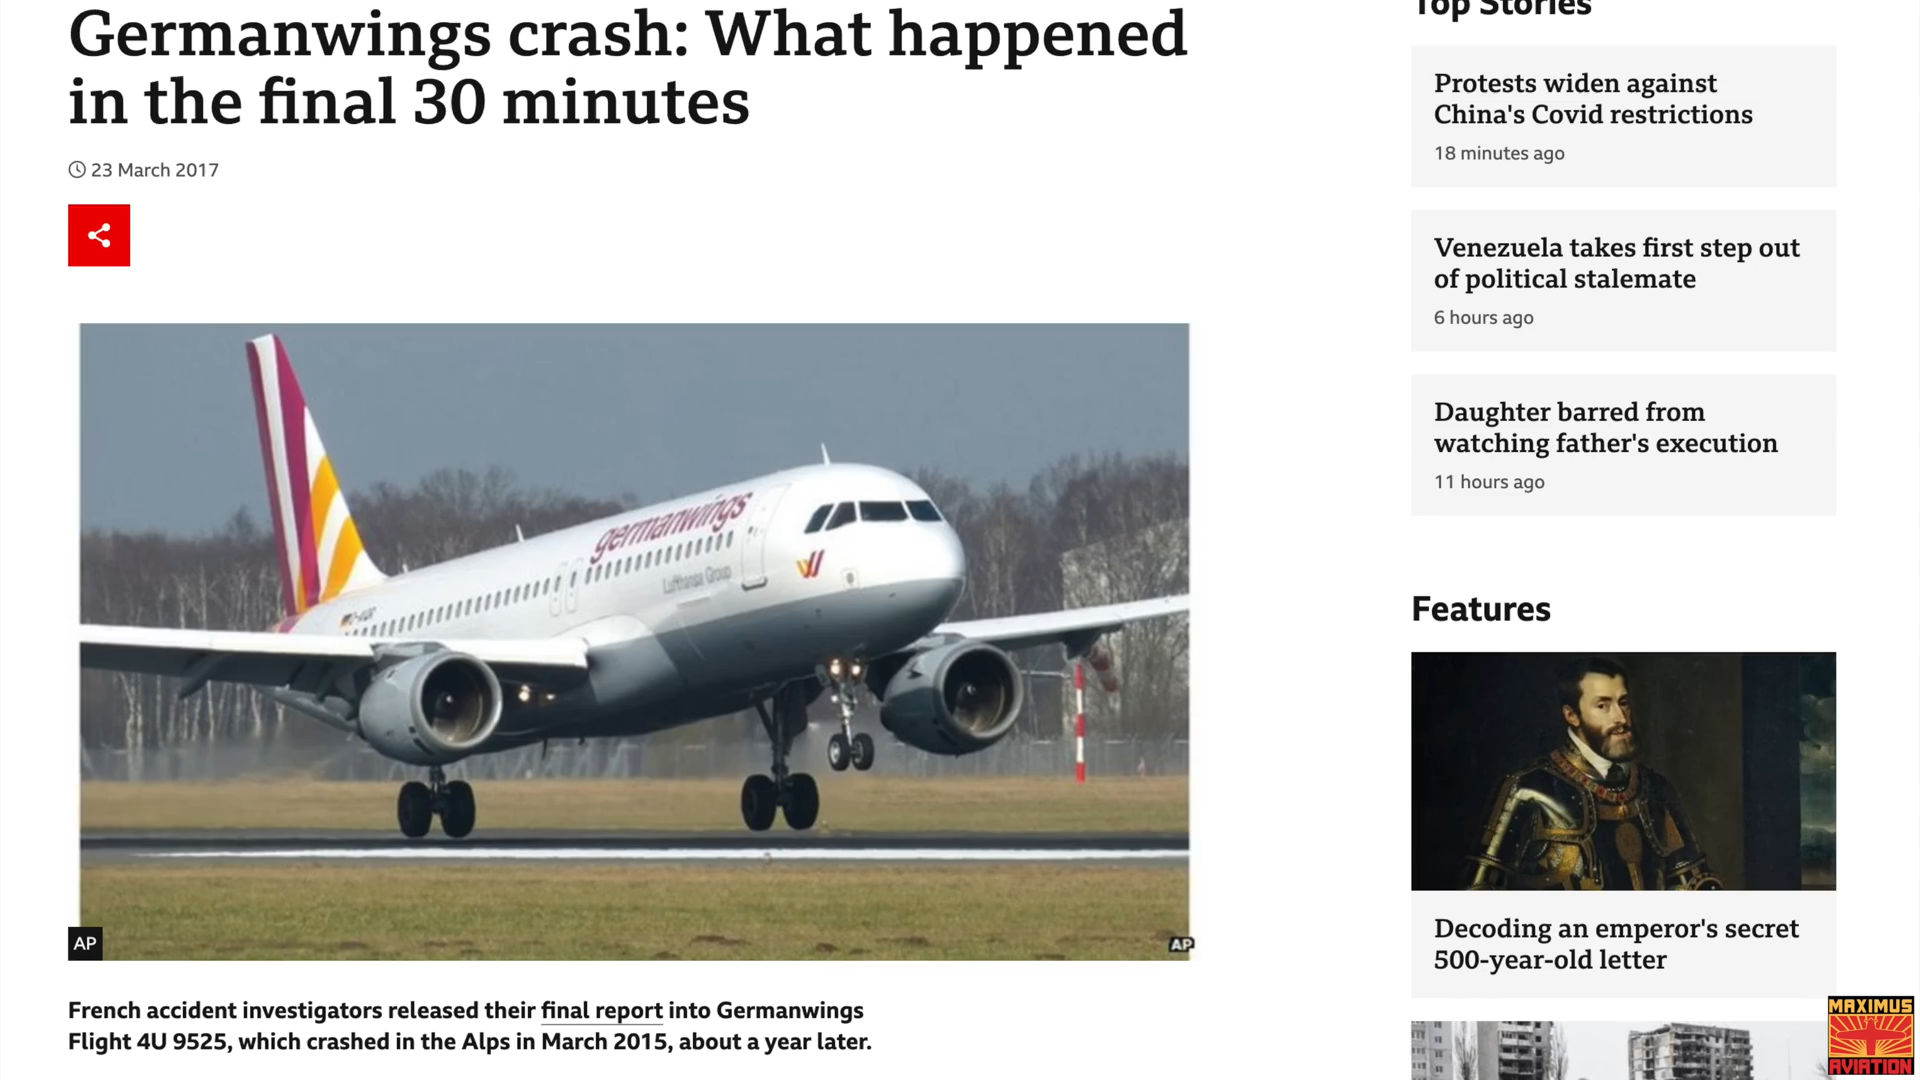 Germanwings crash: What happened
in the final 30 minutes
23 March 2017
germanwings
Lufthansa Group
AP
AP
French accident investigators released their final report into Germanwings
Flight 4U 9525, which crashed in the Alps in March 2015, about a year later.
Top Stories
Protests widen against
China's Covid restrictions
18 minutes ago
Venezuela takes first step out
of political stalemate
6 hours ago
Daughter barred from
watching father's execution
11 hours ago
Features
Decoding an emperor's secret
500-year-old letter
MAXIMUS
AVIATION